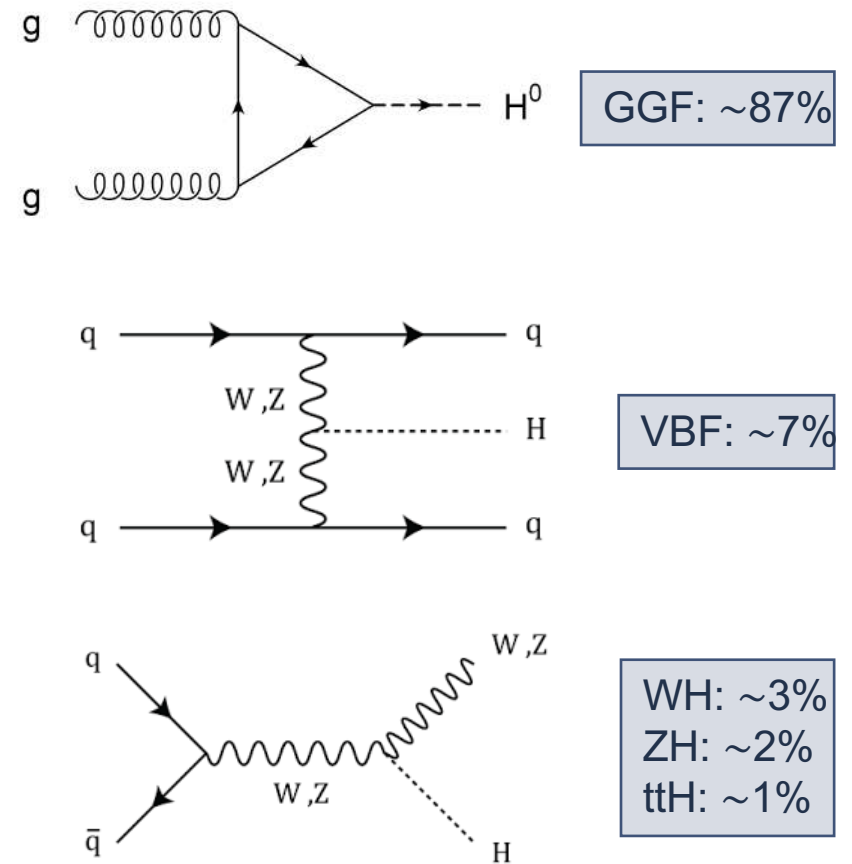 g
g
H⁰
GGF: ~87%
q
q
W ,Z
H
W ,Z
q
q
VBF: ~7%
q
W ,Z
W ,Z
q̄
H
WH: ~3%
ZH: ~2%
ttH: ~1%